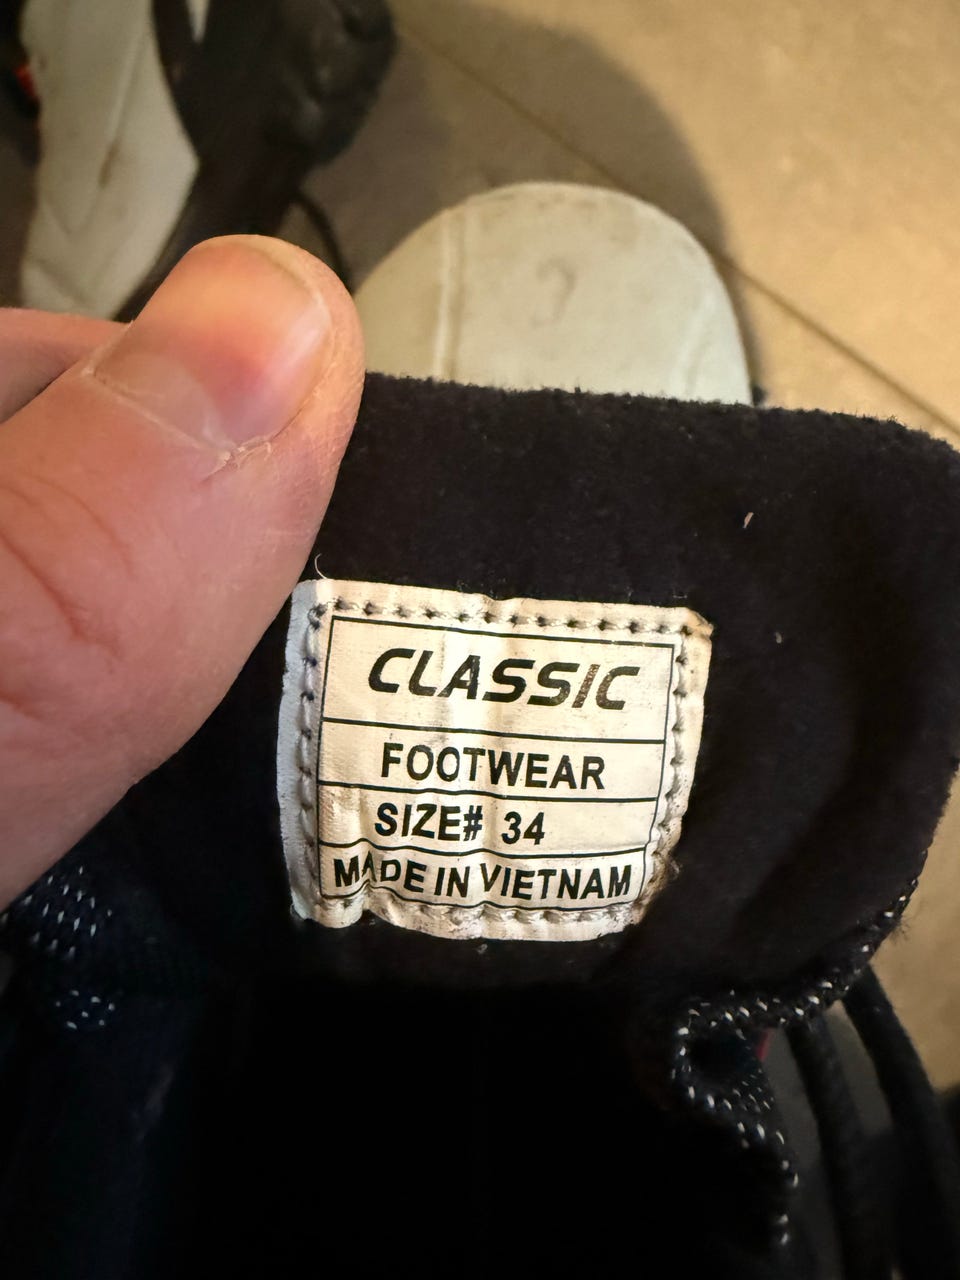 CLASSIC
FOOTWEAR
SIZE# 34
MADE IN VIETNAM